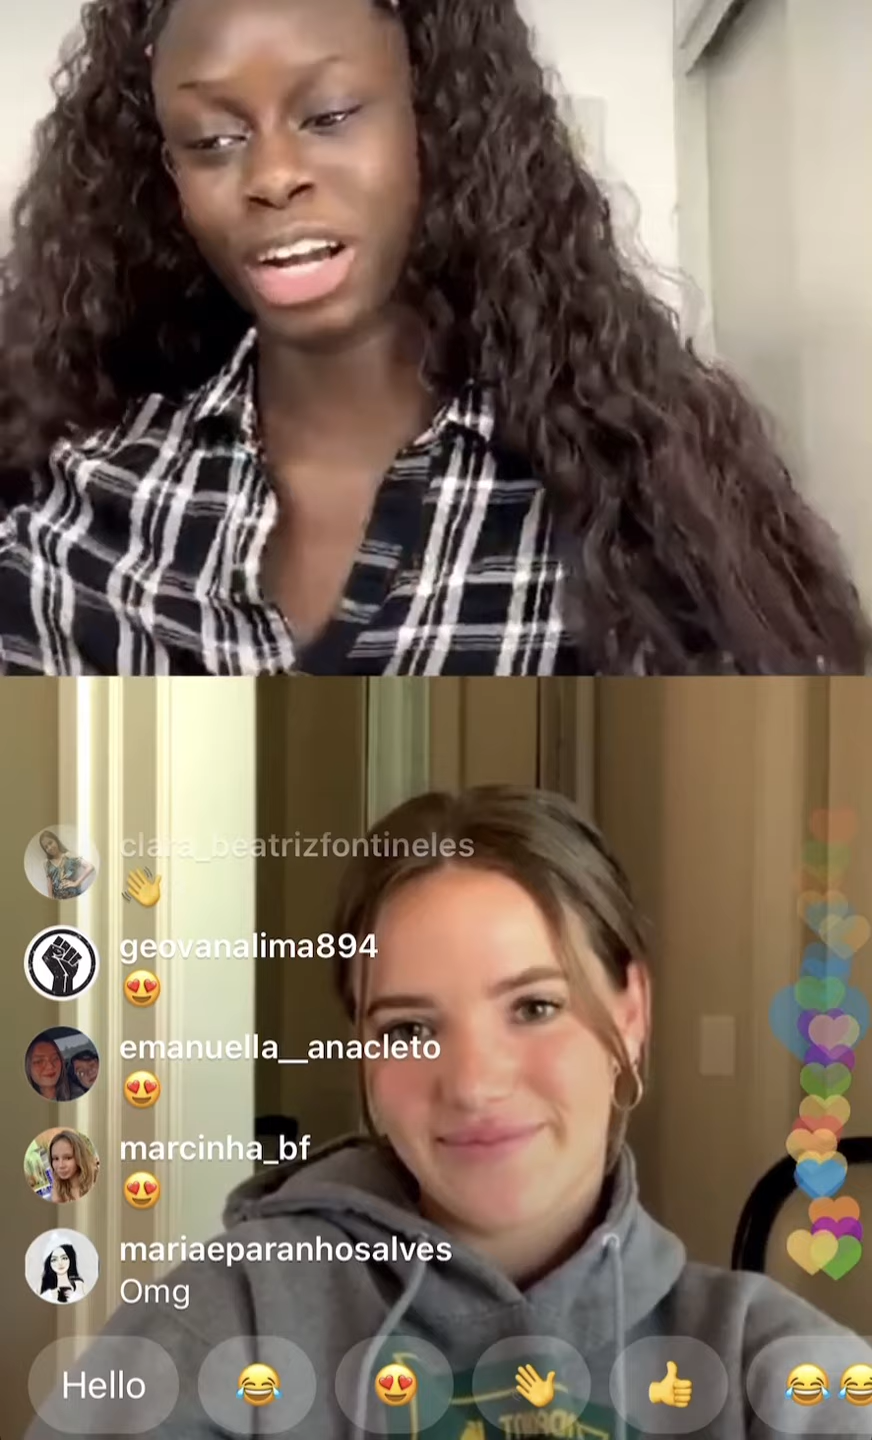 clara_beatrizfontineles
👋
geovanalima894
😍
emanuella__anacleto
😍
marcinha_bf
😍
mariaeparanhosalves
Omg
Hello 😂 😍 👋 👍 😂 😂